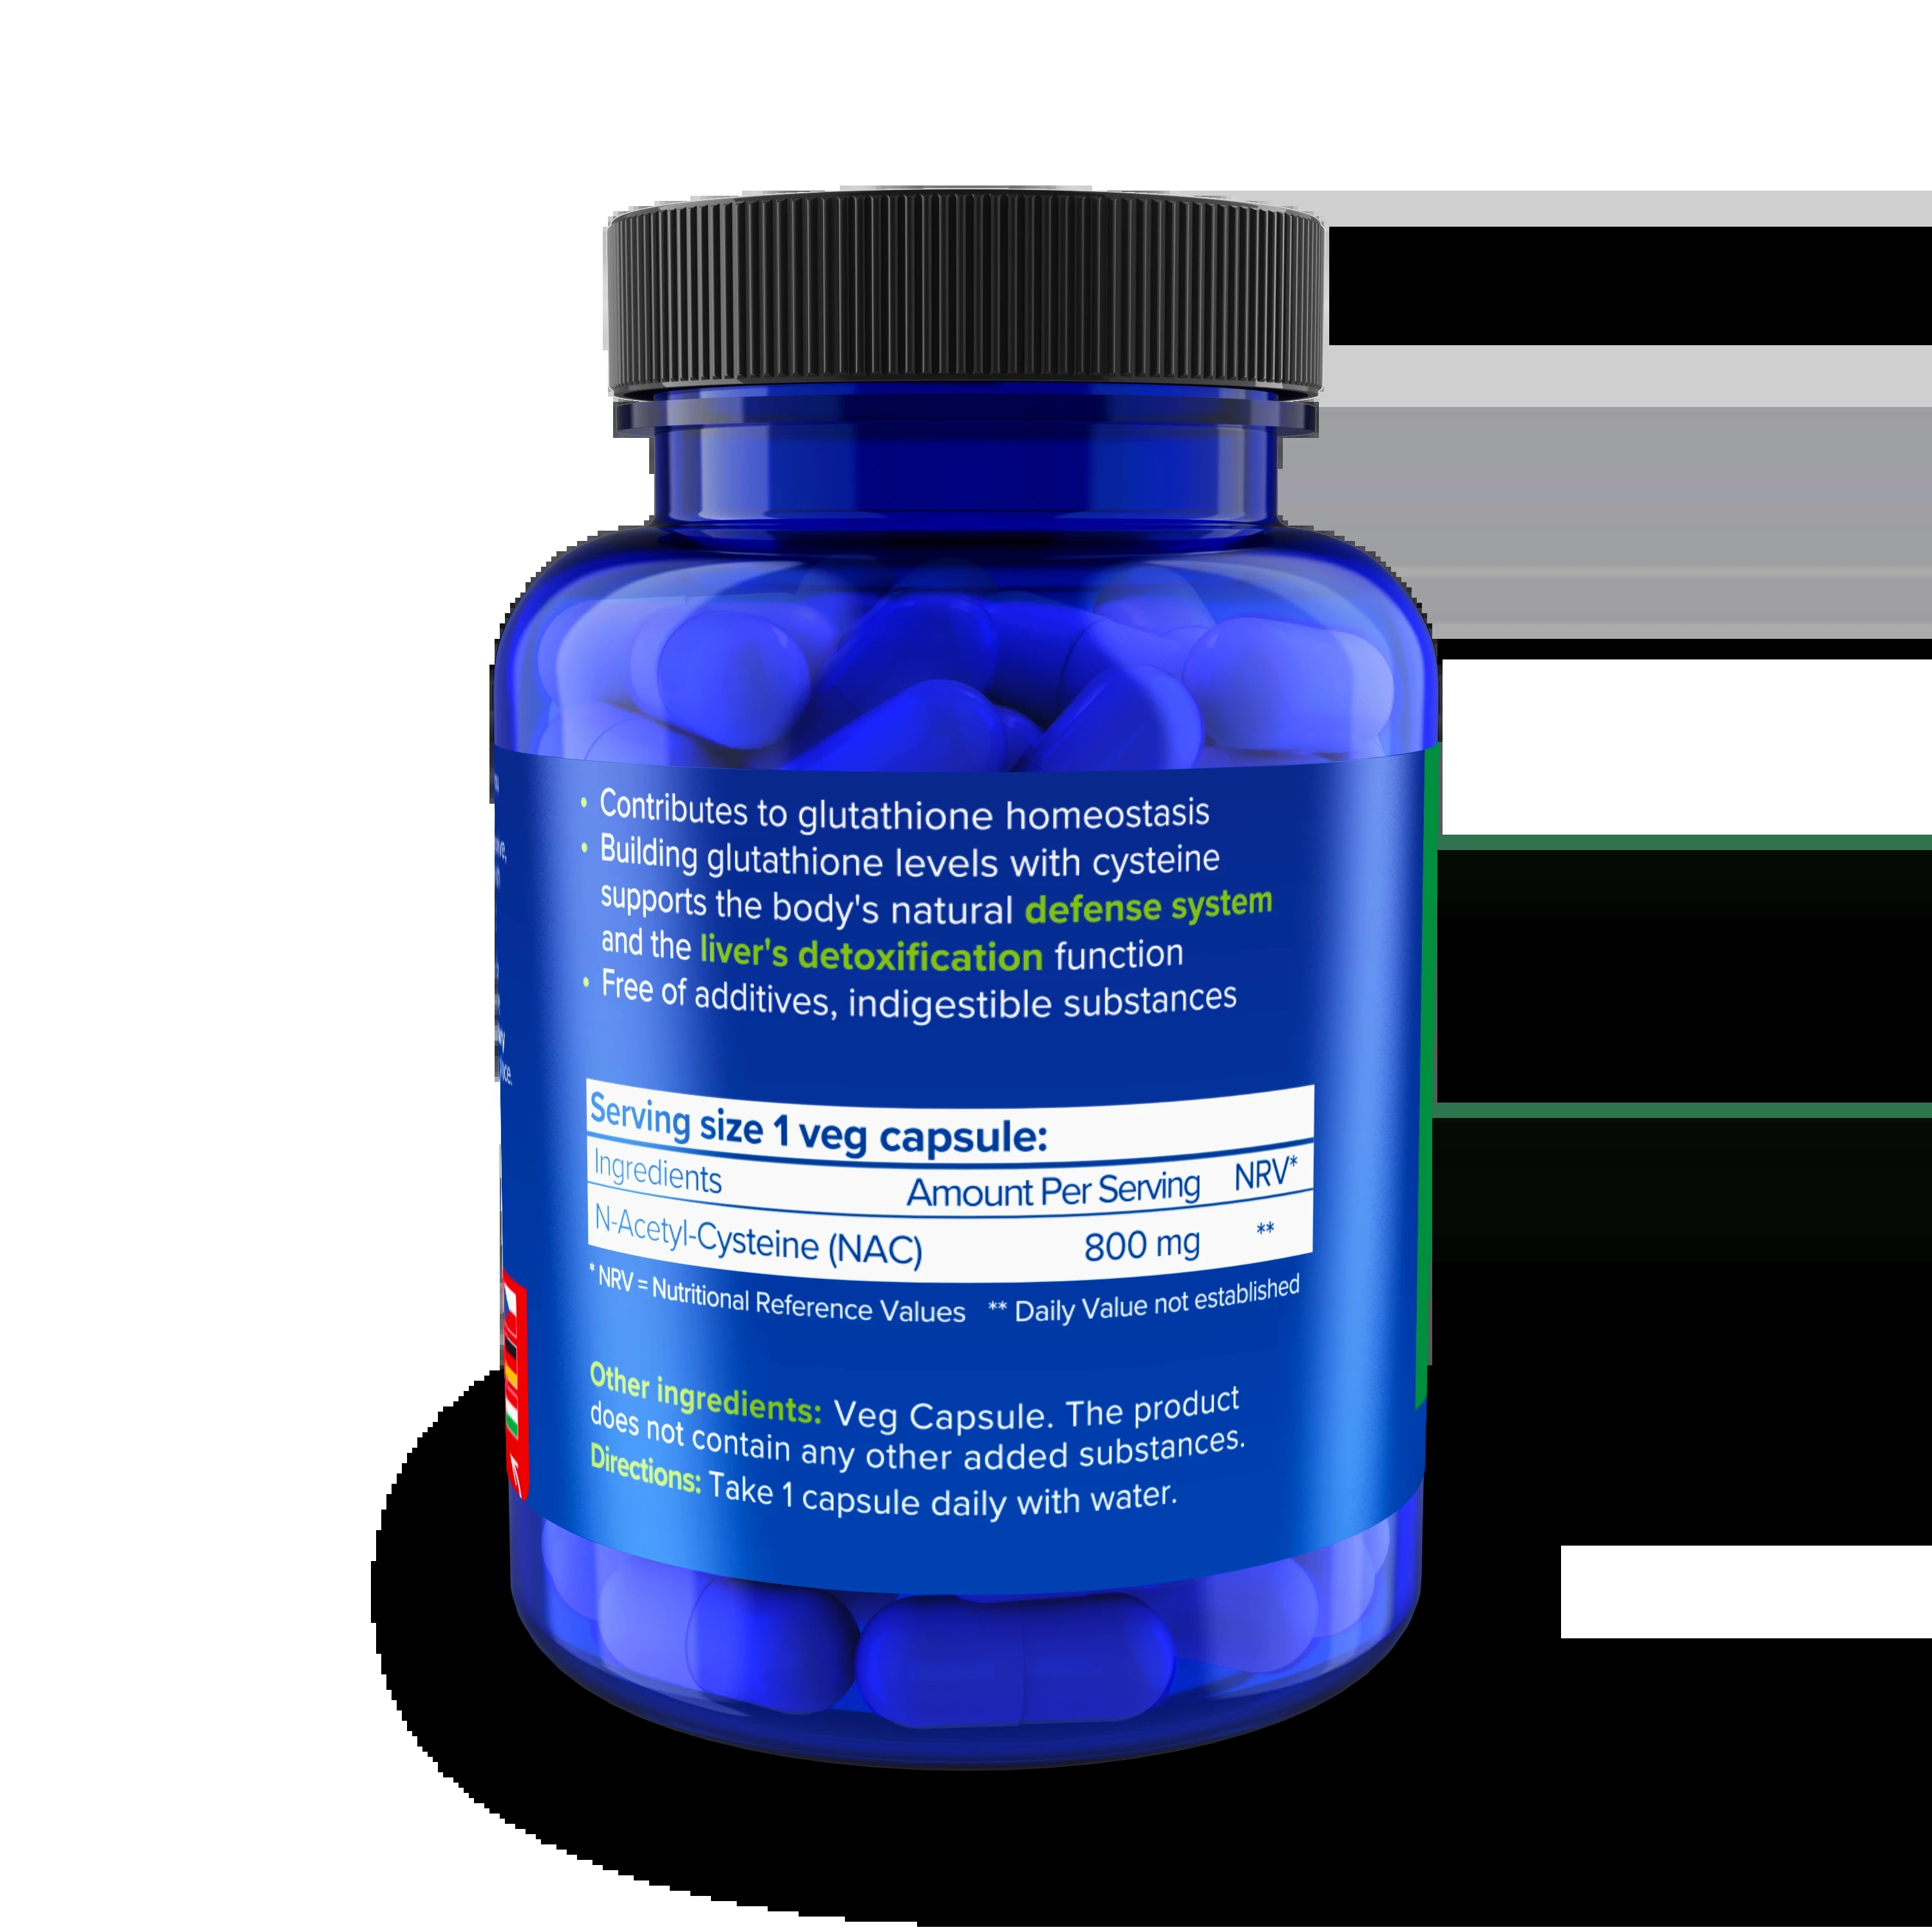 • Contributes to glutathione homeostasis
• Building glutathione levels with cysteine
supports the body's natural defense system
and the liver's detoxification function
• Free of additives, indigestible substances
Serving size 1 veg capsule:
Ingredients Amount Per Serving NRV*
N-Acetyl-Cysteine (NAC) 800 mg **
* NRV = Nutritional Reference Values ** Daily Value not established
Other ingredients: Veg Capsule. The product
does not contain any other added substances.
Directions: Take 1 capsule daily with water.